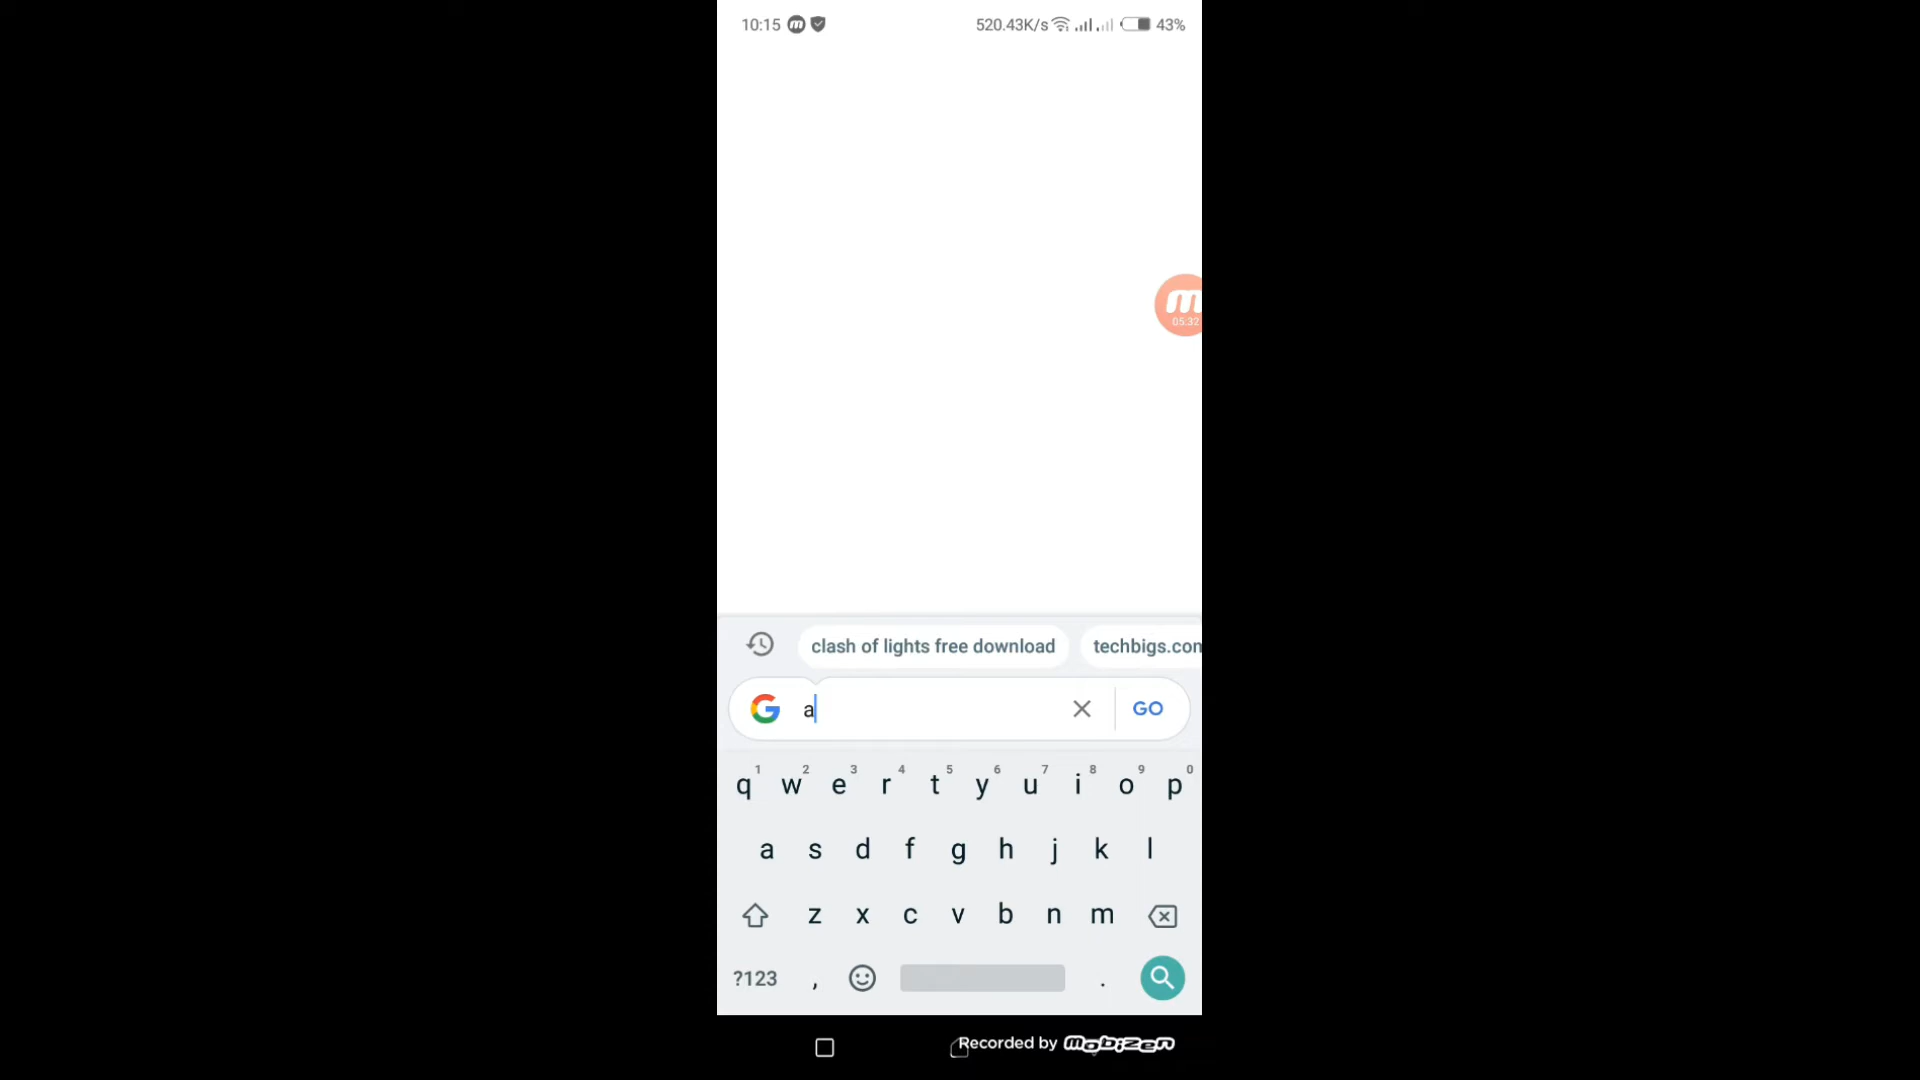 10:15 520.43K/s 43%
05:32
clash of lights free download techbigs.com
a GO
1 2 3 4 5 6 7 8 9 0
q w e r t y u i o p
a s d f g h j k l
z x c v b n m
?123 , .
Recorded by mobizen